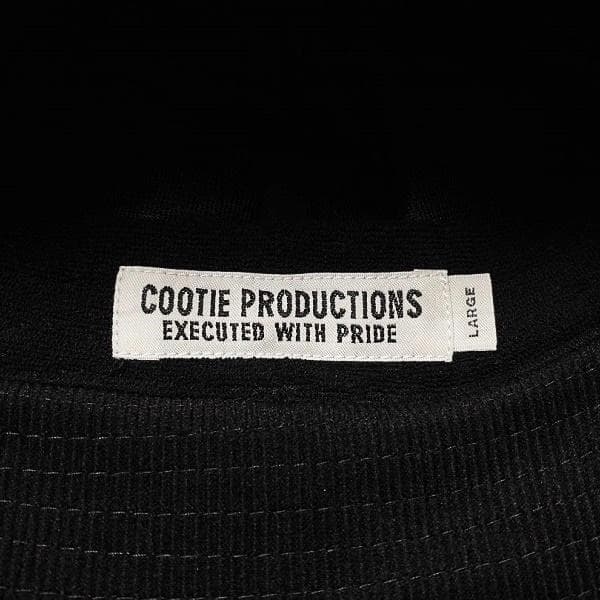 COOTIE PRODUCTIONS
EXECUTED WITH PRIDE
LARGE